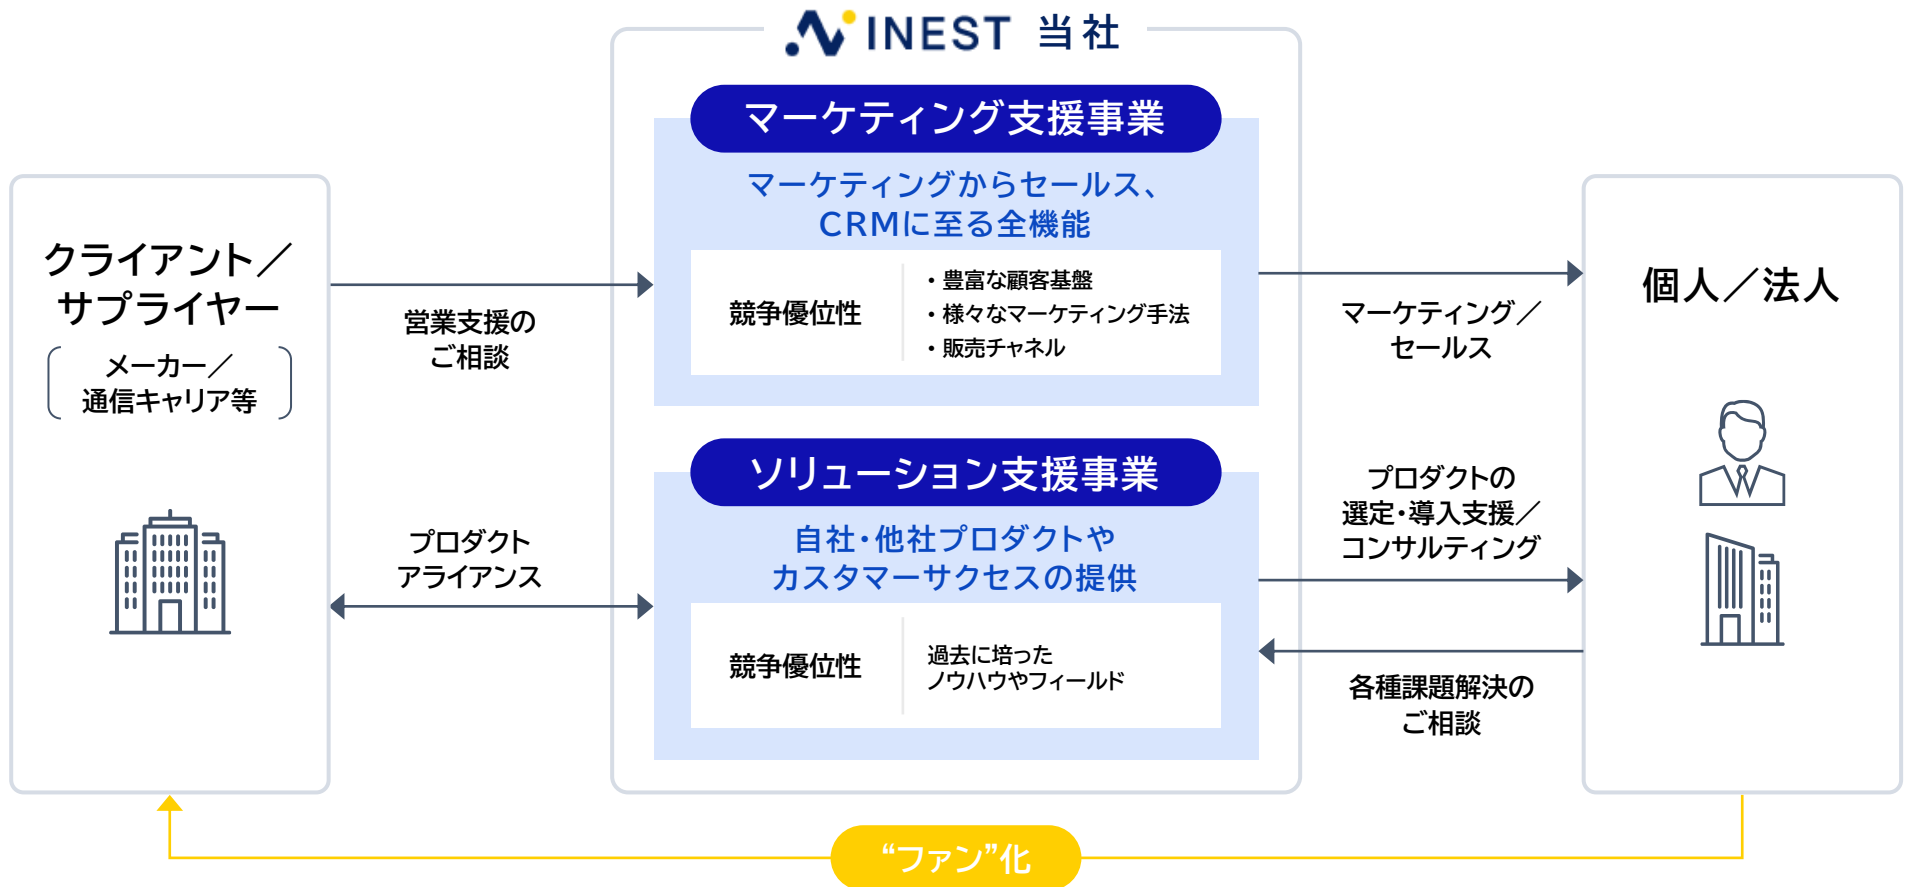 INEST 当社
クライアント／
サプライヤー
メーカー／
通信キャリア等
営業支援の
ご相談
プロダクト
アライアンス
マーケティング支援事業
マーケティングからセールス、
CRMに至る全機能
競争優位性
・豊富な顧客基盤
・様々なマーケティング手法
・販売チャネル
ソリューション支援事業
自社・他社プロダクトや
カスタマーサクセスの提供
競争優位性
過去に培った
ノウハウやフィールド
マーケティング／
セールス
プロダクトの
選定・導入支援／
コンサルティング
各種課題解決の
ご相談
個人／法人
“ファン”化